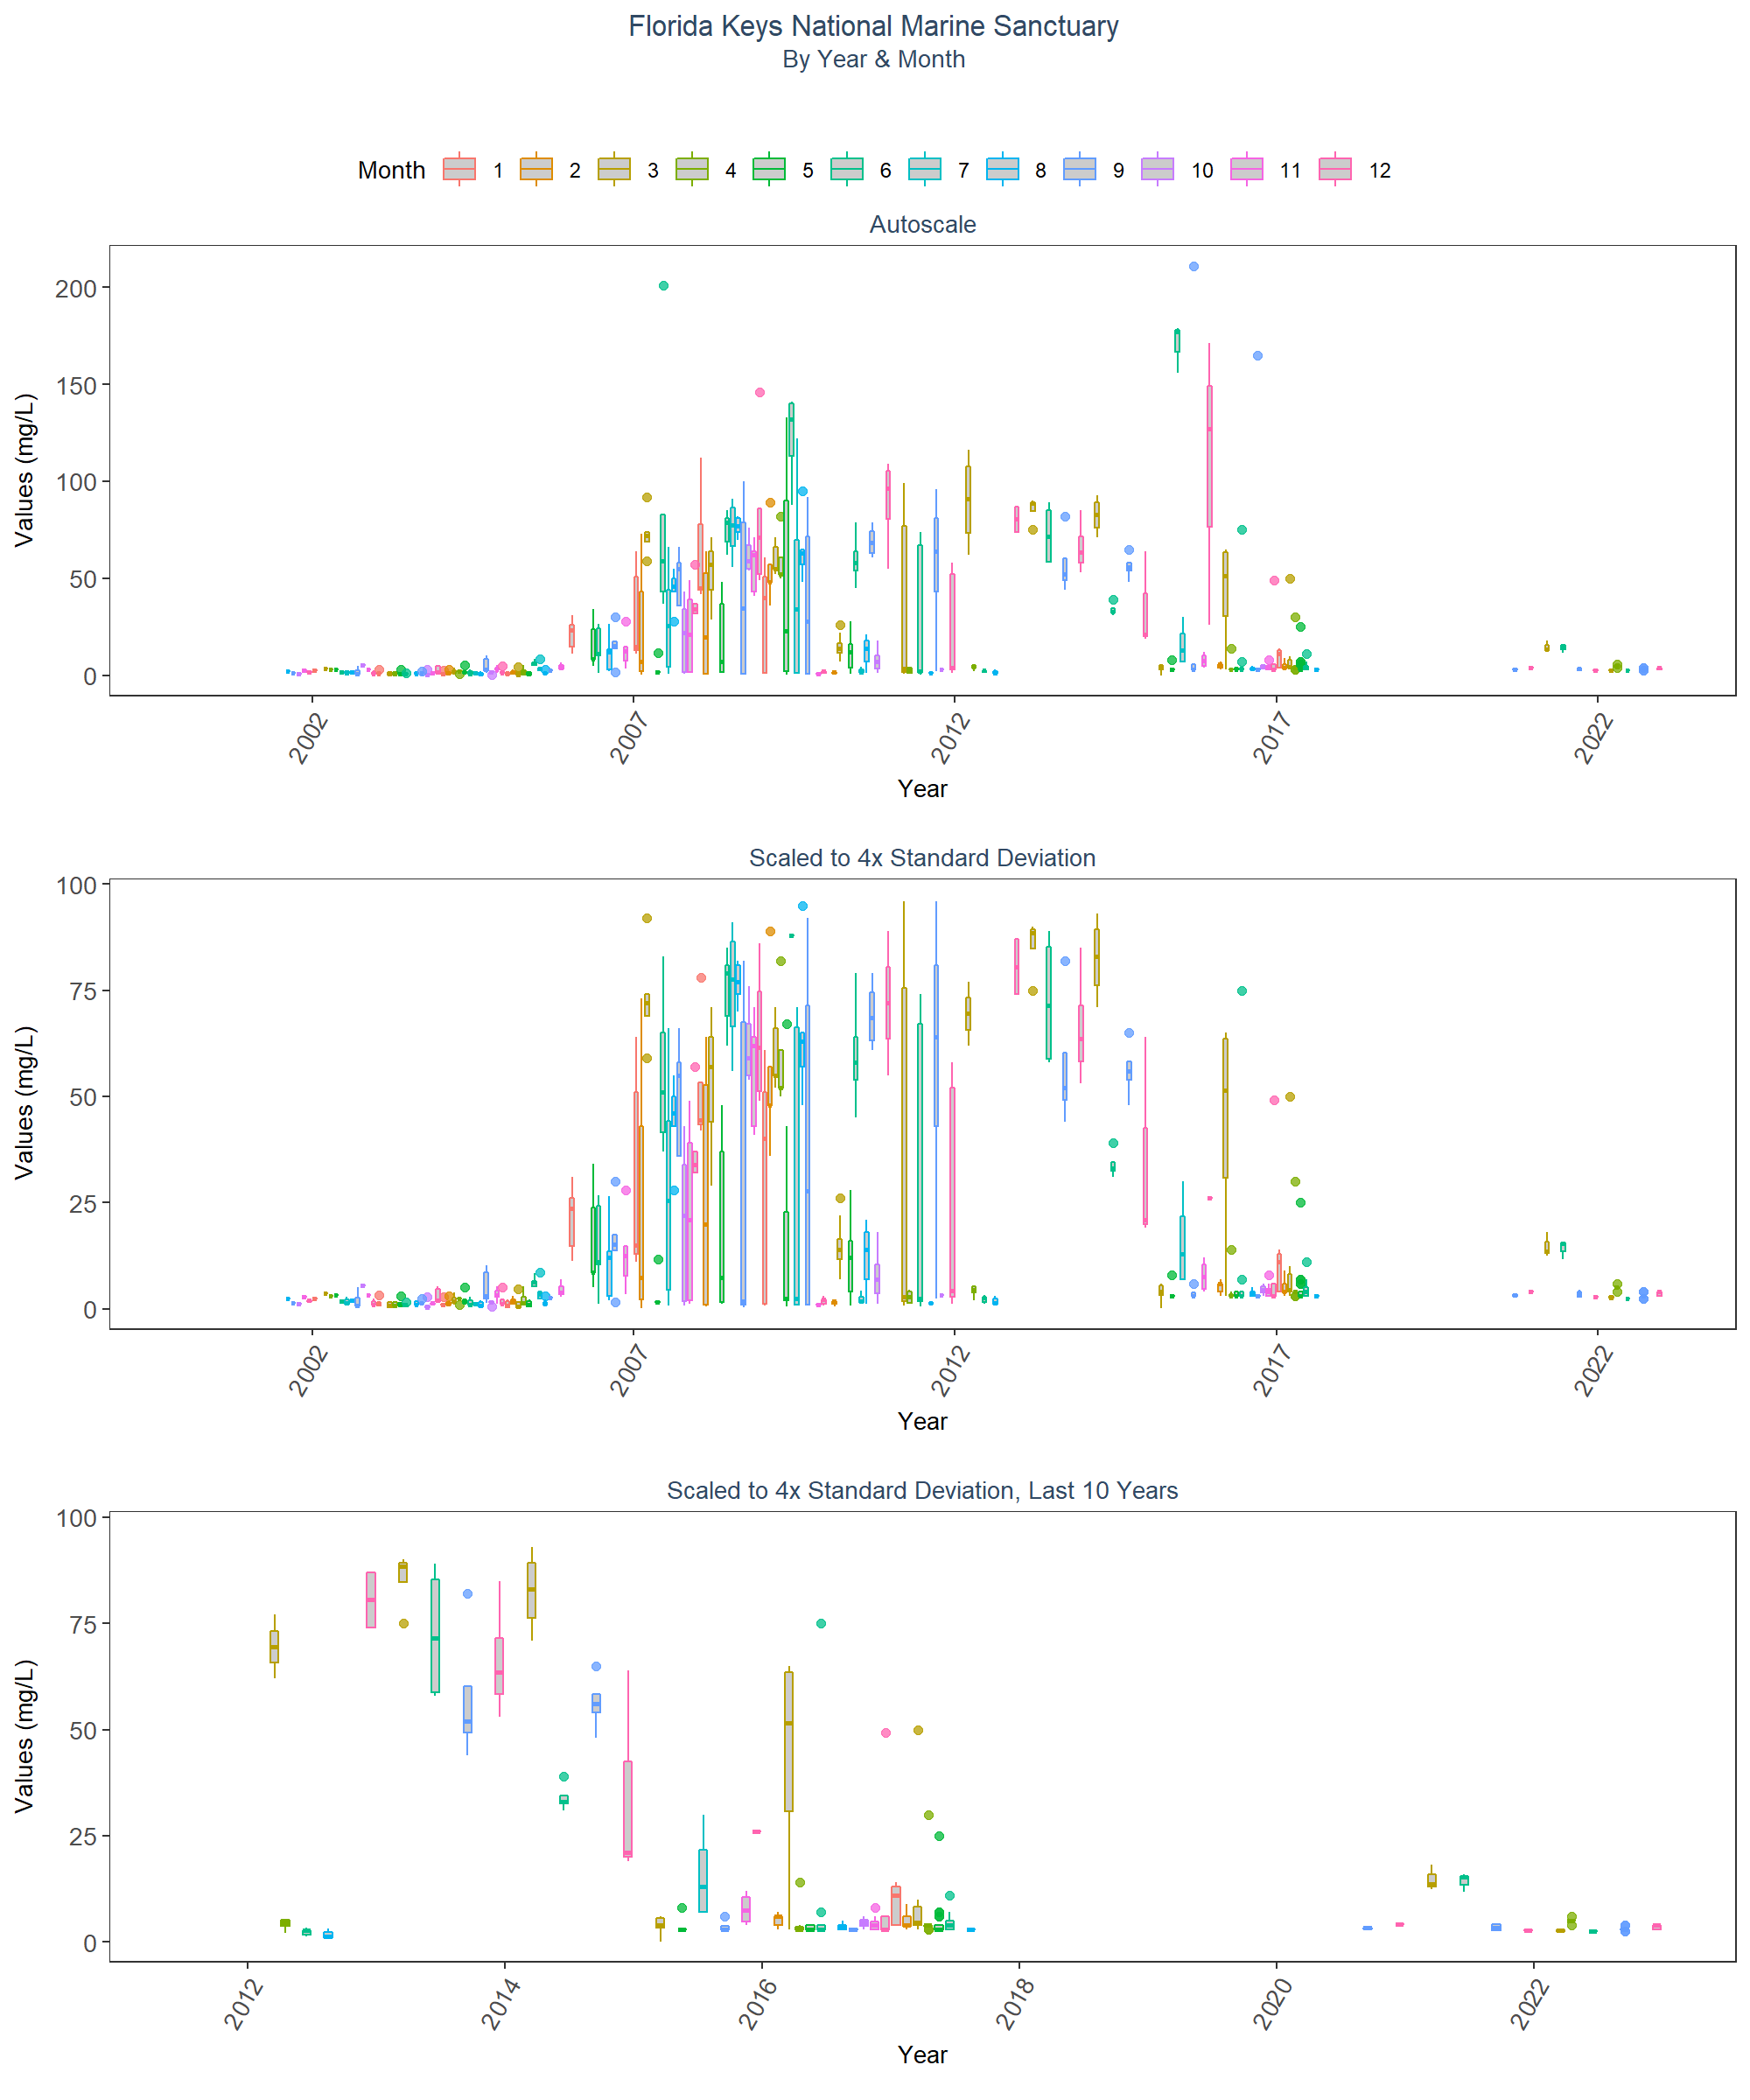 Florida Keys National Marine Sanctuary
By Year & Month
Month 1 2 3 4 5 6 7 8 9 10 11 12
Autoscale
Values (mg/L)
200
150
100
50
0
2002 2007 2012 2017 2022
Year
Scaled to 4x Standard Deviation
Values (mg/L)
100
75
50
25
0
2002 2007 2012 2017 2022
Year
Scaled to 4x Standard Deviation, Last 10 Years
Values (mg/L)
100
75
50
25
0
2012 2014 2016 2018 2020 2022
Year